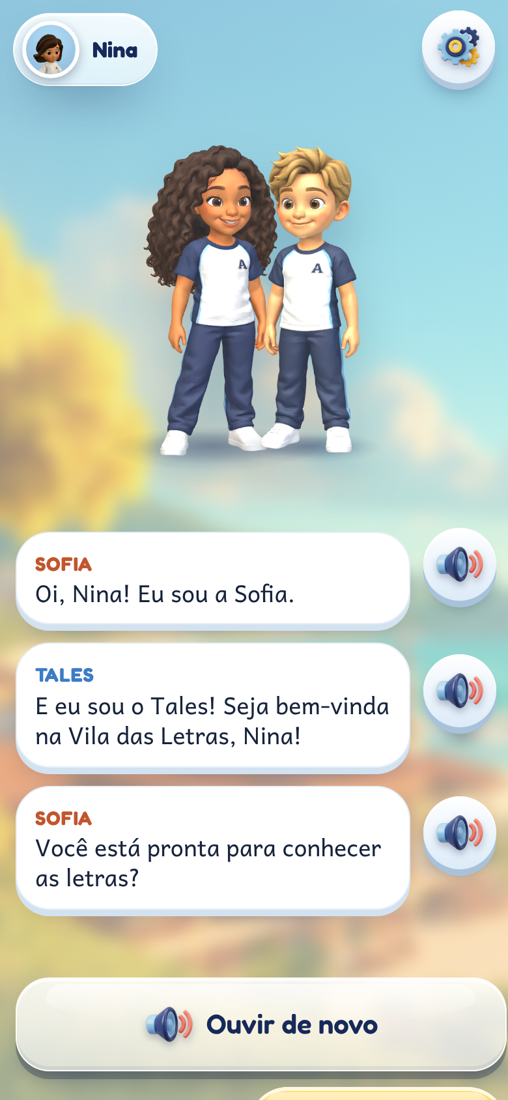 Nina
A
A
SOFIA
Oi, Nina! Eu sou a Sofia.
TALES
E eu sou o Tales! Seja bem-vinda
na Vila das Letras, Nina!
SOFIA
Você está pronta para conhecer
as letras?
Ouvir de novo